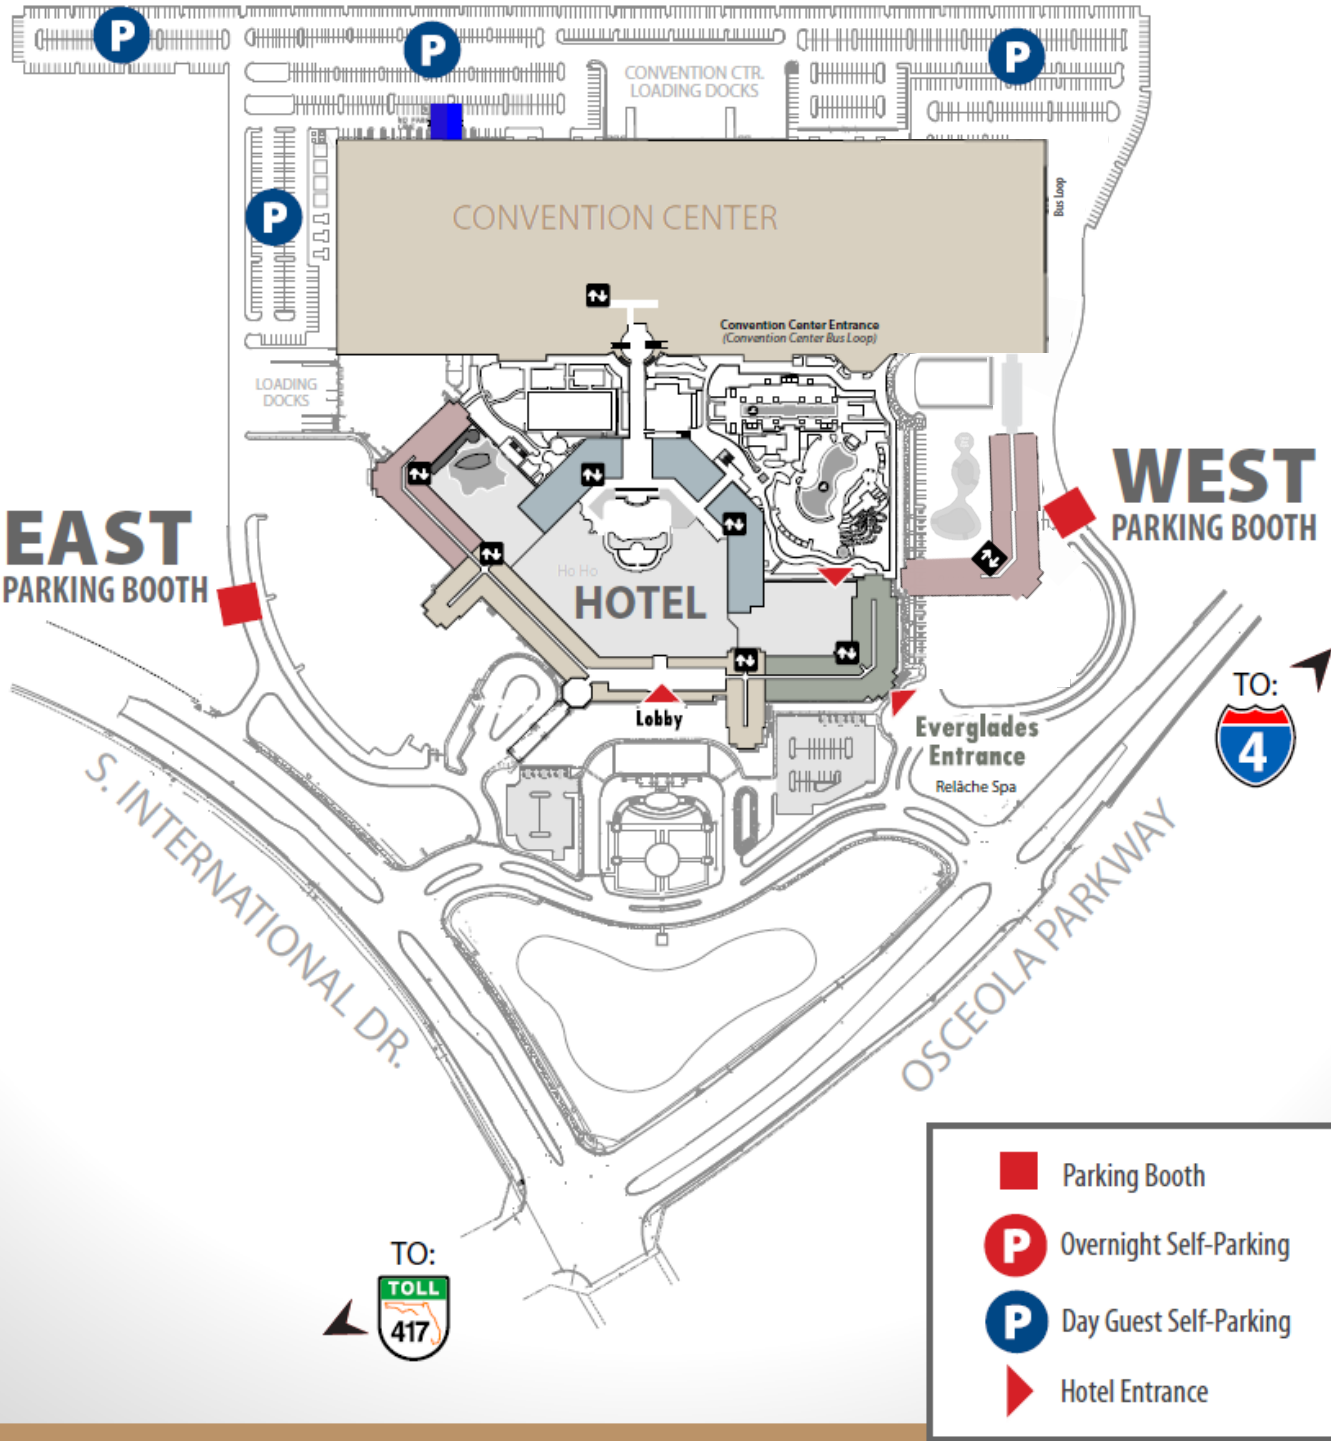 P
P
P
CONVENTION CTR.
LOADING DOCKS
NO PARK
P
CONVENTION CENTER
Bus Loop
Convention Center Entrance
(Convention Center Bus Loop)
LOADING
DOCKS
WEST
PARKING BOOTH
EAST
PARKING BOOTH
Ho Ho
HOTEL
Lobby
Everglades
Entrance
Relâche Spa
TO:
4
S. INTERNATIONAL DR.
OSCEOLA PARKWAY
TO:
TOLL
417
Parking Booth
P Overnight Self-Parking
P Day Guest Self-Parking
Hotel Entrance